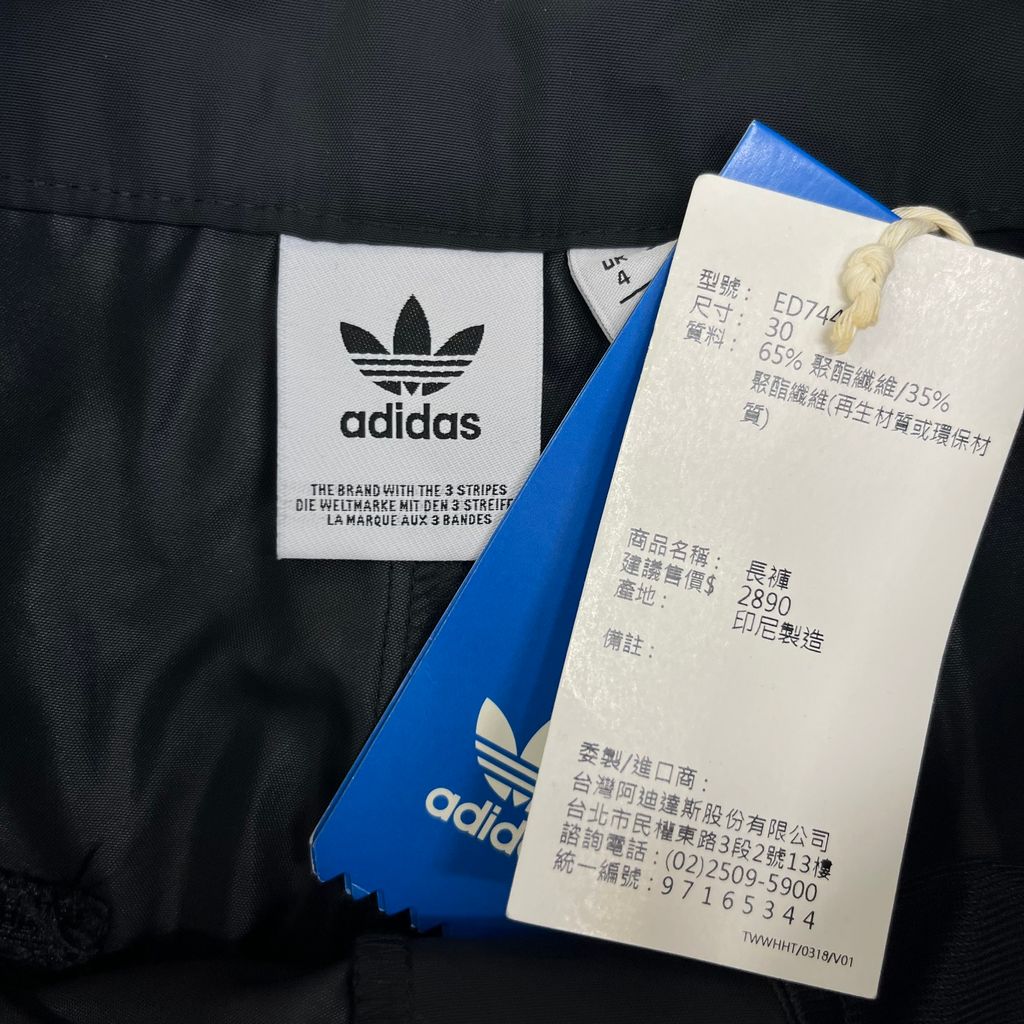 adidas
THE BRAND WITH THE 3 STRIPES
DIE WELTMARKE MIT DEN 3 STREIFE
LA MARQUE AUX 3 BANDES
UK
4
型號： ED744
尺寸： 30
質料： 65% 聚酯纖維/35%
聚酯纖維(再生材質或環保材
質)
商品名稱： 長褲
建議售價$ 2890
產地： 印尼製造
備註：
委製/進口商：
台灣阿迪達斯股份有限公司
台北市民權東路3段2號13樓
諮詢電話：(02)2509-5900
統一編號：97165344
TWWHHT/0318/V01
adid